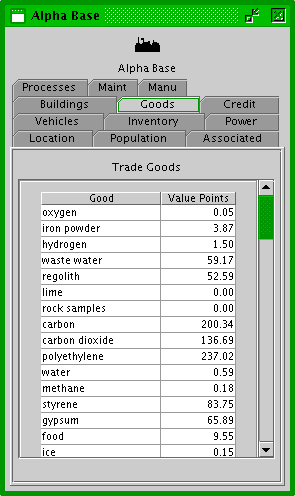 Alpha Base
Alpha Base
Processes Maint Manu
Buildings Goods Credit
Vehicles Inventory Power
Location Population Associated
Trade Goods
Good Value Points
oxygen 0.05
iron powder 3.87
hydrogen 1.50
waste water 59.17
regolith 52.59
lime 0.00
rock samples 0.00
carbon 200.34
carbon dioxide 136.69
polyethylene 237.02
water 0.59
methane 0.18
styrene 83.75
gypsum 65.89
food 9.55
ice 0.15